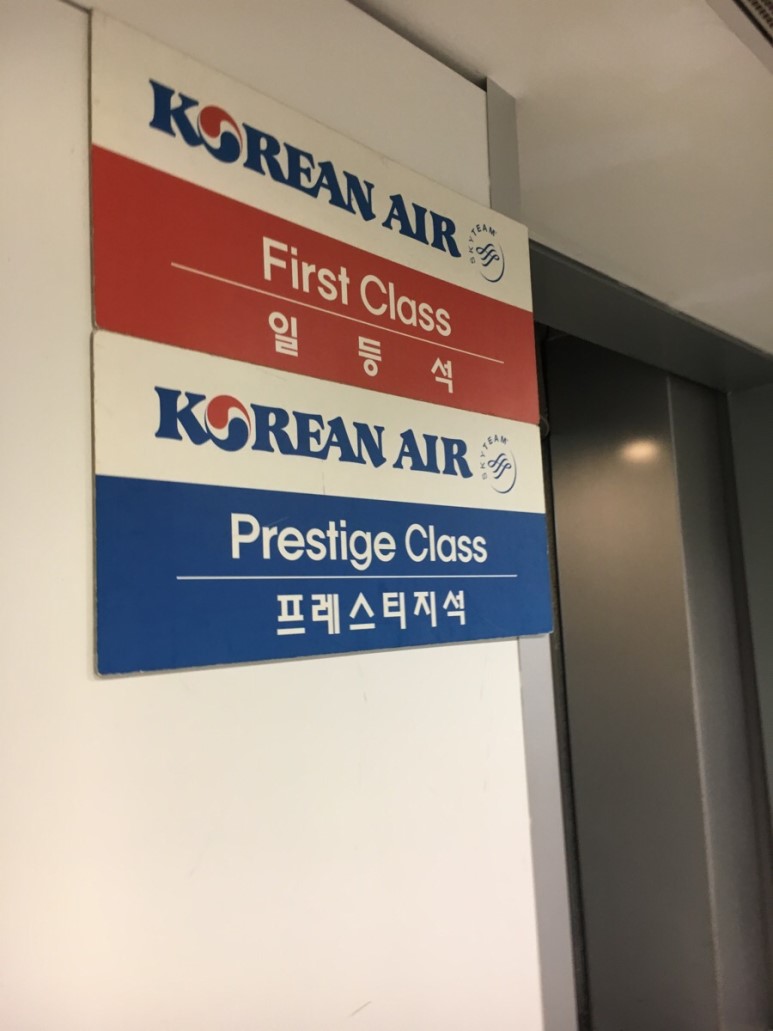 KOREAN AIR
SKYTEAM
First Class
일등석
KOREAN AIR
SKYTEAM
Prestige Class
프레스티지석